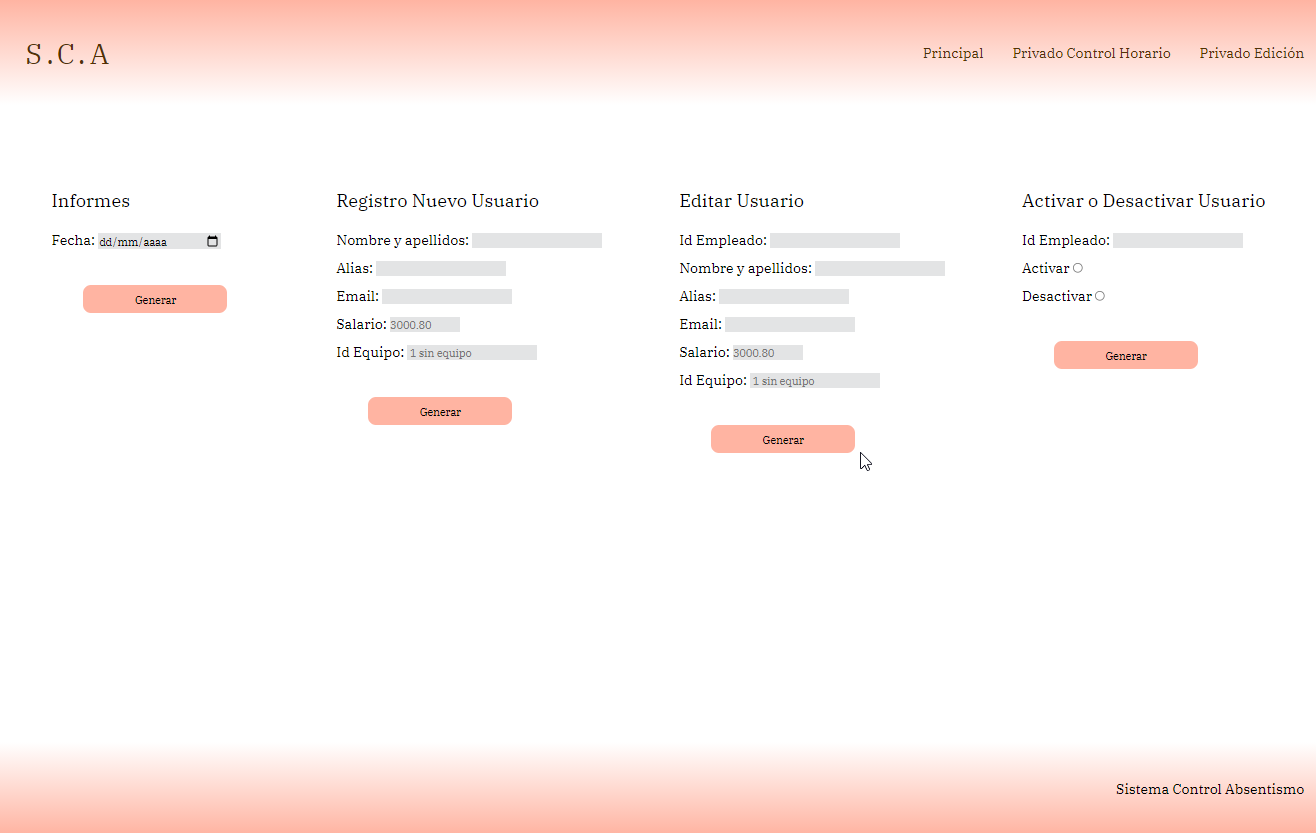 S.C.A
Principal Privado Control Horario Privado Edición
Informes
Fecha: dd/mm/aaaa
Generar
Registro Nuevo Usuario
Nombre y apellidos:
Alias:
Email:
Salario: 3000.80
Id Equipo: 1 sin equipo
Generar
Editar Usuario
Id Empleado:
Nombre y apellidos:
Alias:
Email:
Salario: 3000.80
Id Equipo: 1 sin equipo
Generar
Activar o Desactivar Usuario
Id Empleado:
Activar
Desactivar
Generar
Sistema Control Absentismo